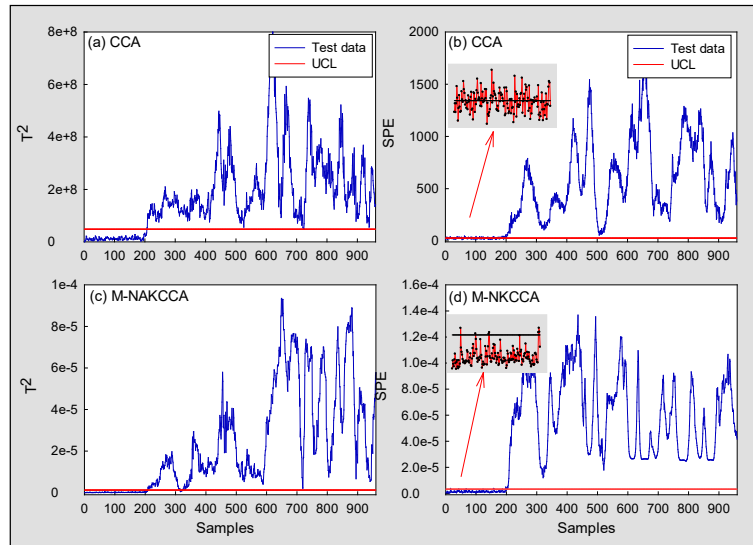 (a) CCA
Test data
UCL
8e+8
6e+8
4e+8
2e+8
0
T2
0 100 200 300 400 500 600 700 800 900
(b) CCA
Test data
UCL
2000
1500
1000
500
0
SPE
0 100 200 300 400 500 600 700 800 900
(c) M-NAKCCA
1e-4
8e-5
6e-5
4e-5
2e-5
0
T2
0 100 200 300 400 500 600 700 800 900
Samples
(d) M-NKCCA
1.6e-4
1.4e-4
1.2e-4
1.0e-4
8.0e-5
6.0e-5
4.0e-5
2.0e-5
0.0
SPE
0 100 200 300 400 500 600 700 800 900
Samples